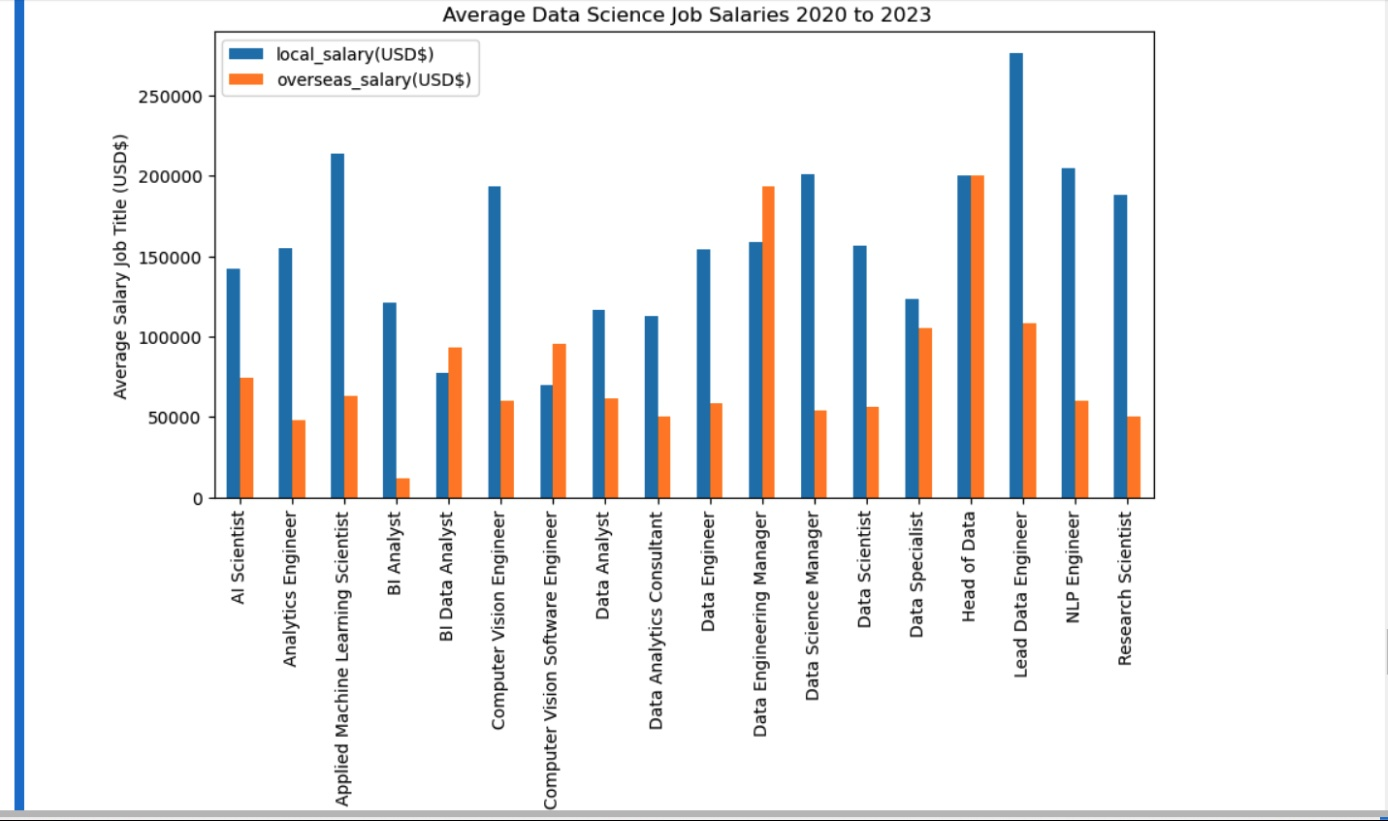 Average Data Science Job Salaries 2020 to 2023
local_salary(USD$)
overseas_salary(USD$)
Average Salary Job Title (USD$)
250000
200000
150000
100000
50000
0
AI Scientist
Analytics Engineer
Applied Machine Learning Scientist
BI Analyst
BI Data Analyst
Computer Vision Engineer
Computer Vision Software Engineer
Data Analyst
Data Analytics Consultant
Data Engineer
Data Engineering Manager
Data Science Manager
Data Scientist
Data Specialist
Head of Data
Lead Data Engineer
NLP Engineer
Research Scientist